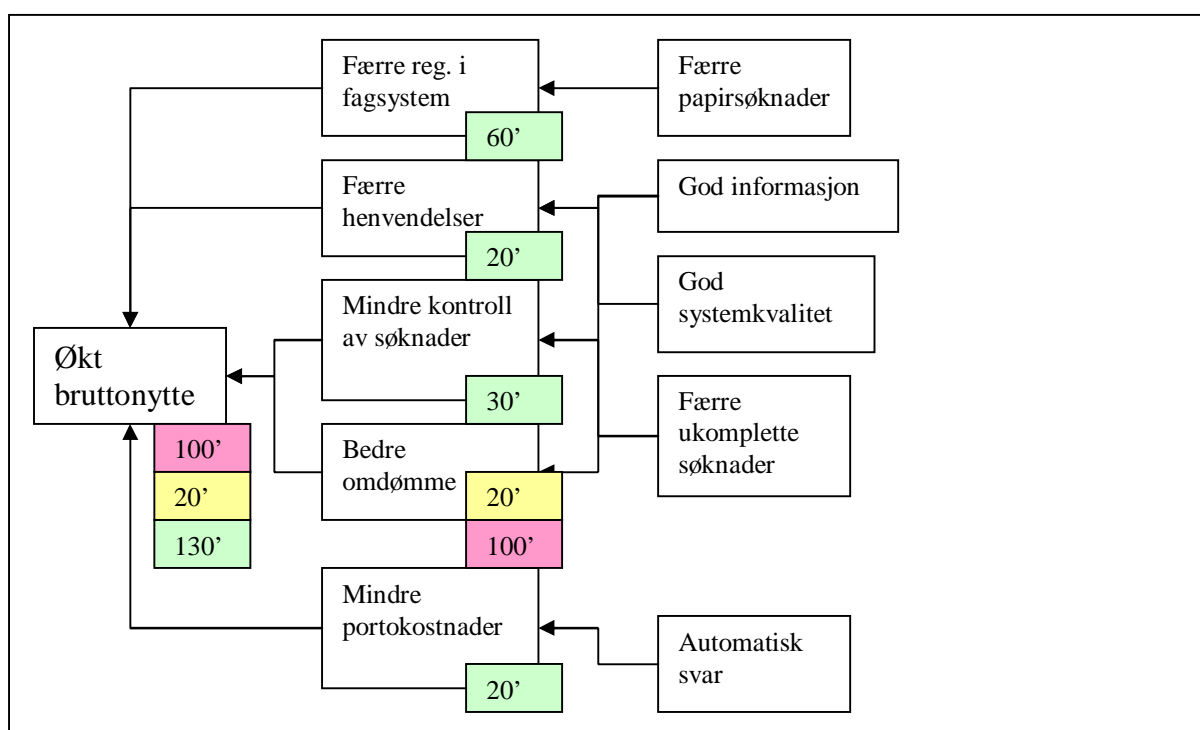 Færre reg. i
fagsystem
60’
Færre
papirsøknader
Færre
henvendelser
20’
God informasjon
God
systemkvalitet
Mindre kontroll
av søknader
30’
Økt
bruttonytte
100’
20’
130’
Bedre
omdømme
20’
100’
Færre
ukomplette
søknader
Mindre
portokostnader
20’
Automatisk
svar